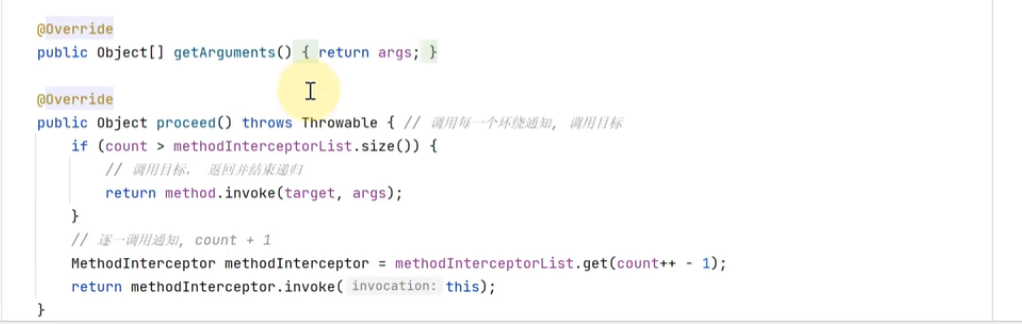 @Override
public Object[] getArguments() { return args; }
@Override
public Object proceed() throws Throwable { // 调用每一个环绕通知, 调用目标
if (count > methodInterceptorList.size()) {
// 调用目标， 返回并结束递归
return method.invoke(target, args);
}
// 逐一调用通知, count + 1
MethodInterceptor methodInterceptor = methodInterceptorList.get(count++ - 1);
return methodInterceptor.invoke( invocation: this);
}